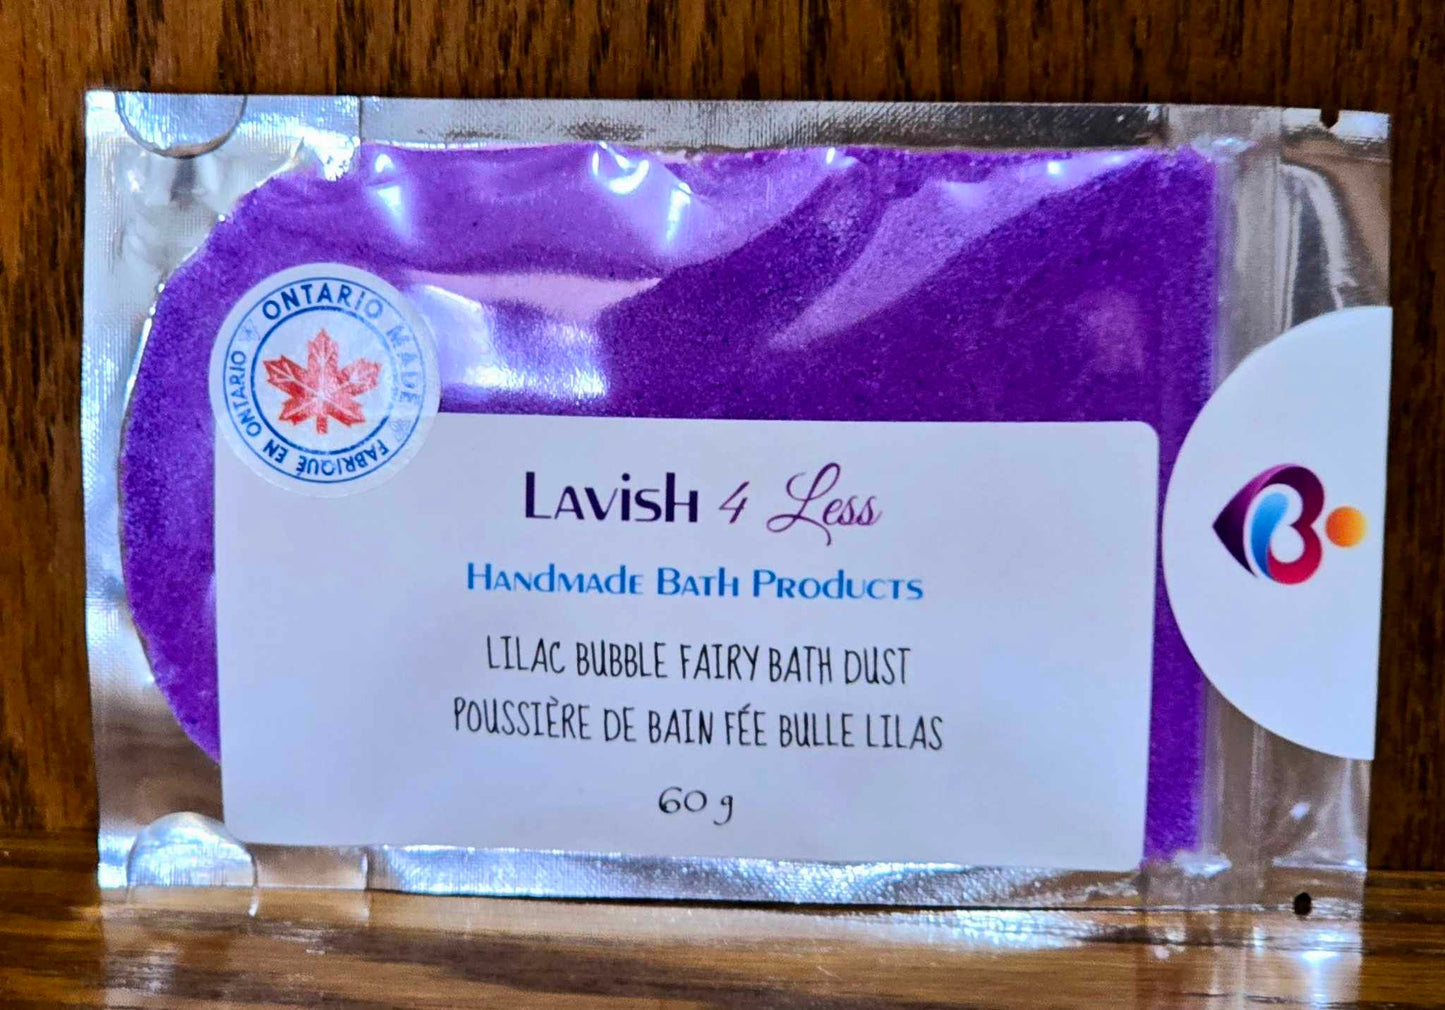 ONTARIO MADE
FABRIQUÉ EN ONTARIO
Lavish 4 Less
Handmade Bath Products
LILAC BUBBLE FAIRY BATH DUST
POUSSIÈRE DE BAIN FÉE BULLE LILAS
60 g